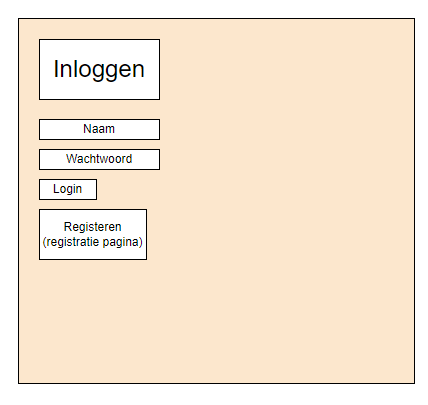 Inloggen
Naam
Wachtwoord
Login
Registeren
(registratie pagina)